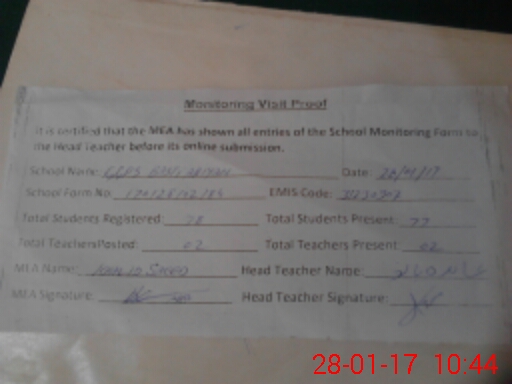 Monitoring Visit Proof
It is certified that the MEA has shown all entries of the School Monitoring Form to
the Head Teacher before its online submission.
School Name: Date: 28/01/17
School Form No. EMIS Code:
Total Students Registered: 78 Total Students Present: 77
Total Teachers Posted: 02 Total Teachers Present: 02
MEA Name: Khalid Saeed Head Teacher Name:
MEA Signature: Head Teacher Signature:
28-01-17 10:44